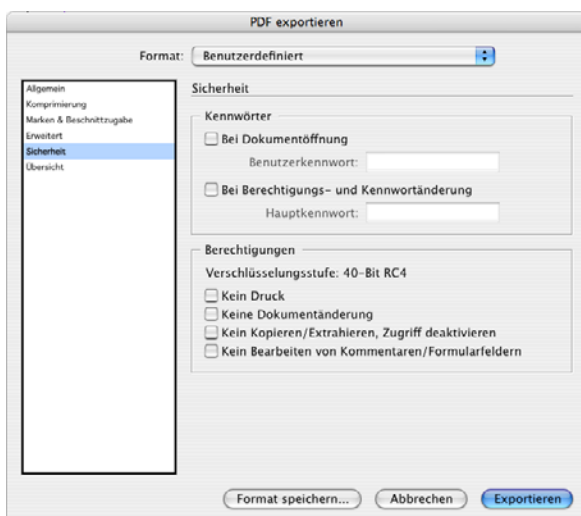 PDF exportieren
Format: Benutzerdefiniert
Allgemein
Komprimierung
Marken & Beschnittzugabe
Erweitert
Sicherheit
Übersicht
Sicherheit
Kennwörter
Bei Dokumentöffnung
Benutzerkennwort:
Bei Berechtigungs- und Kennwortänderung
Hauptkennwort:
Berechtigungen
Verschlüsselungsstufe: 40-Bit RC4
Kein Druck
Keine Dokumentänderung
Kein Kopieren/Extrahieren, Zugriff deaktivieren
Kein Bearbeiten von Kommentaren/Formularfeldern
Format speichern... Abbrechen Exportieren